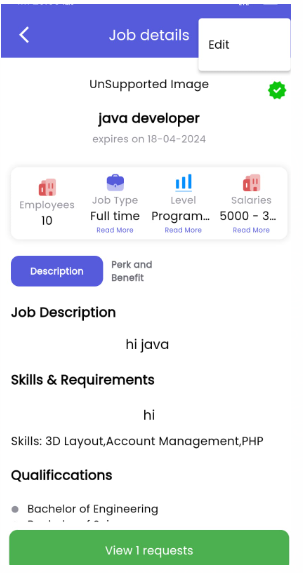 Job details
Edit
UnSupported Image
java developer
expires on 18-04-2024
Employees
10
Job Type
Full time
Read More
Level
Program...
Read More
Salaries
5000 - 3...
Read More
Description
Perk and
Benefit
Job Description
hi java
Skills & Requirements
hi
Skills: 3D Layout,Account Management,PHP
Qualificcations
Bachelor of Engineering
View 1 requests